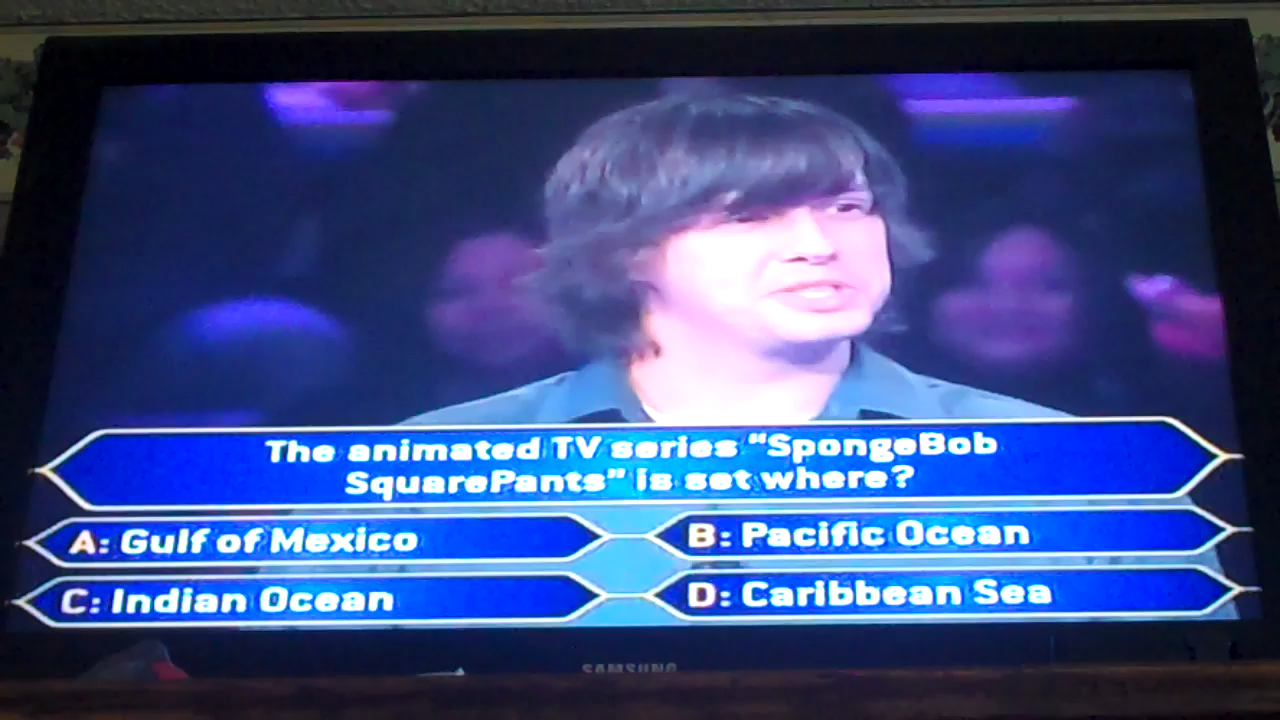 The animated TV series "SpongeBob
SquarePants" is set where?
A: Gulf of Mexico
B: Pacific Ocean
C: Indian Ocean
D: Caribbean Sea
SAMSUNG